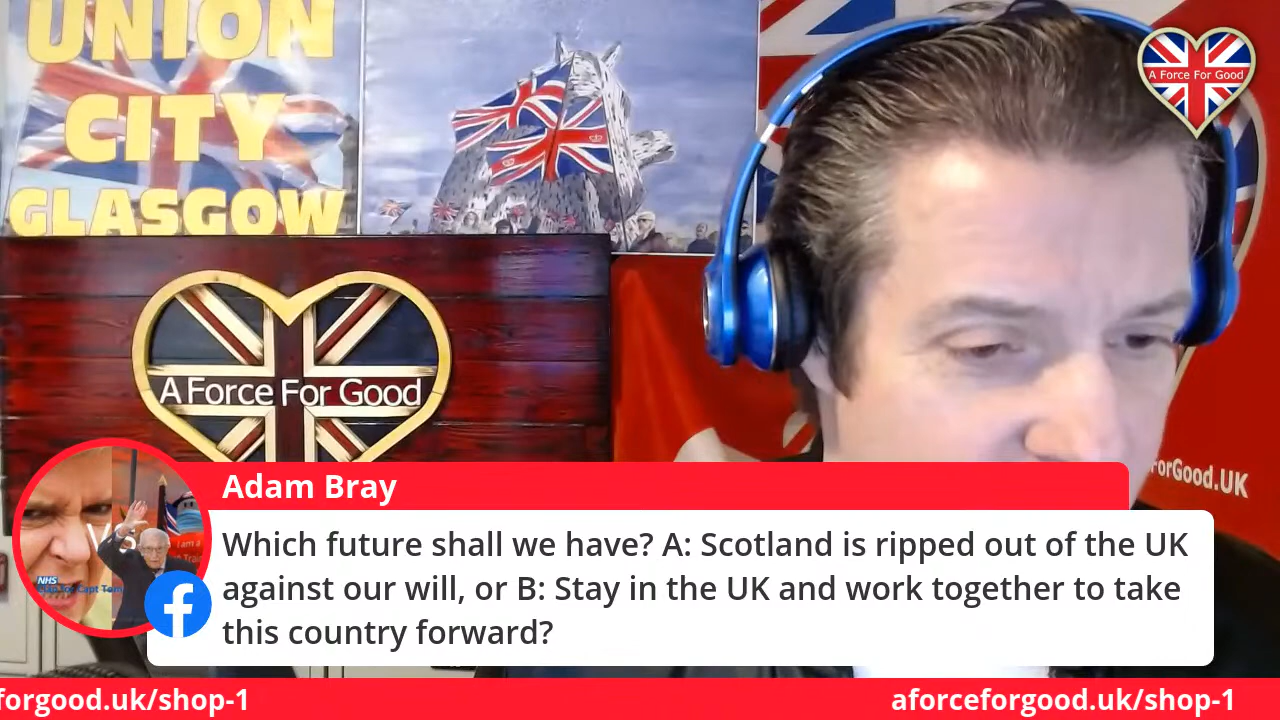 UNION
CITY
GLASGOW
A Force For Good
A Force For Good
ForGood.UK
Vs
NHS
Adam Bray
Which future shall we have? A: Scotland is ripped out of the UK
against our will, or B: Stay in the UK and work together to take
this country forward?
forgood.uk/shop-1
aforceforgood.uk/shop-1